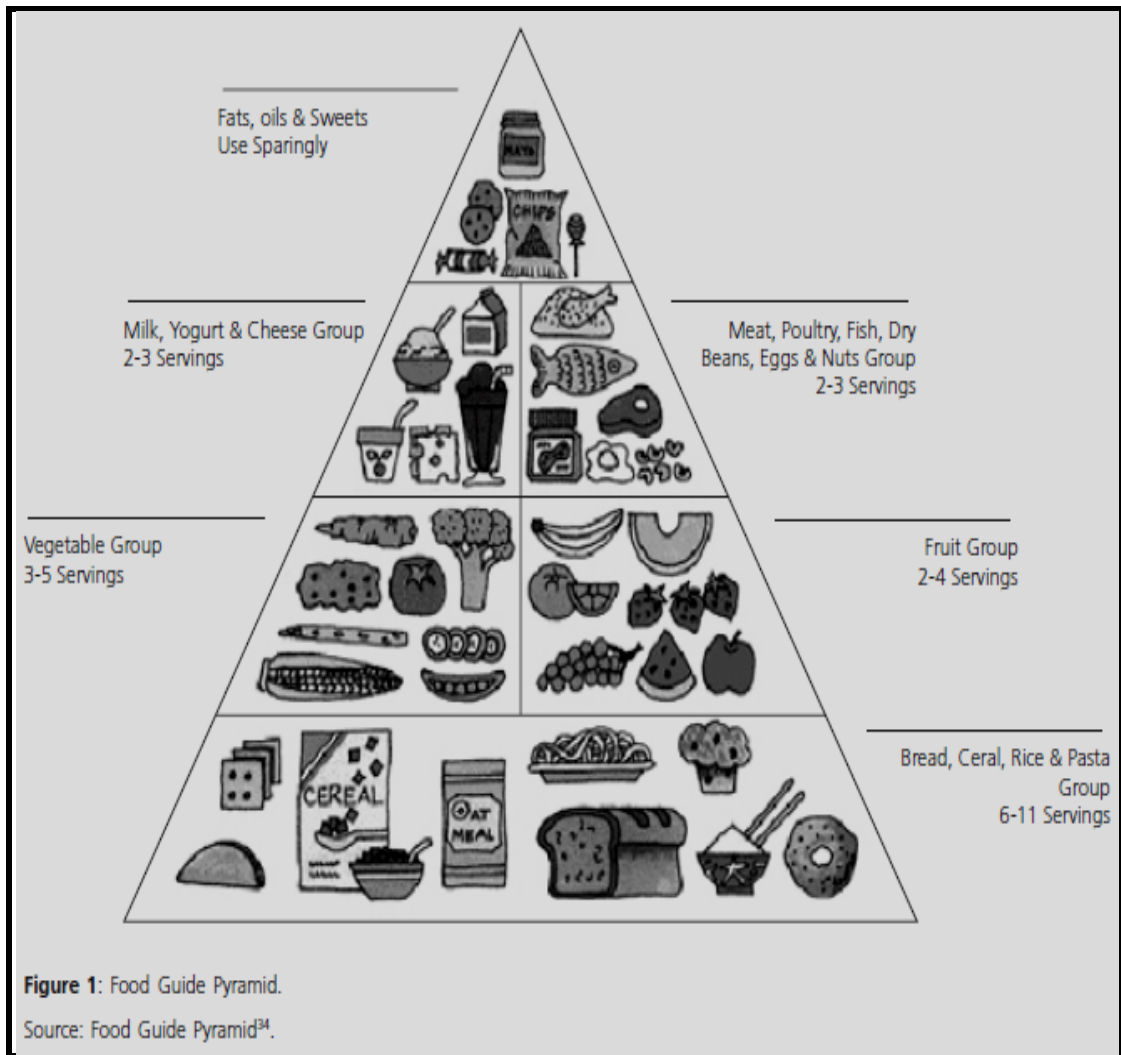 Fats, oils & Sweets
Use Sparingly
MAYO
CHIPS
Milk, Yogurt & Cheese Group
2-3 Servings
Meat, Poultry, Fish, Dry
Beans, Eggs & Nuts Group
2-3 Servings
Vegetable Group
3-5 Servings
Fruit Group
2-4 Servings
Bread, Ceral, Rice & Pasta
Group
6-11 Servings
CEREAL
OAT
MEAL
Figure 1: Food Guide Pyramid.
Source: Food Guide Pyramid³⁴.